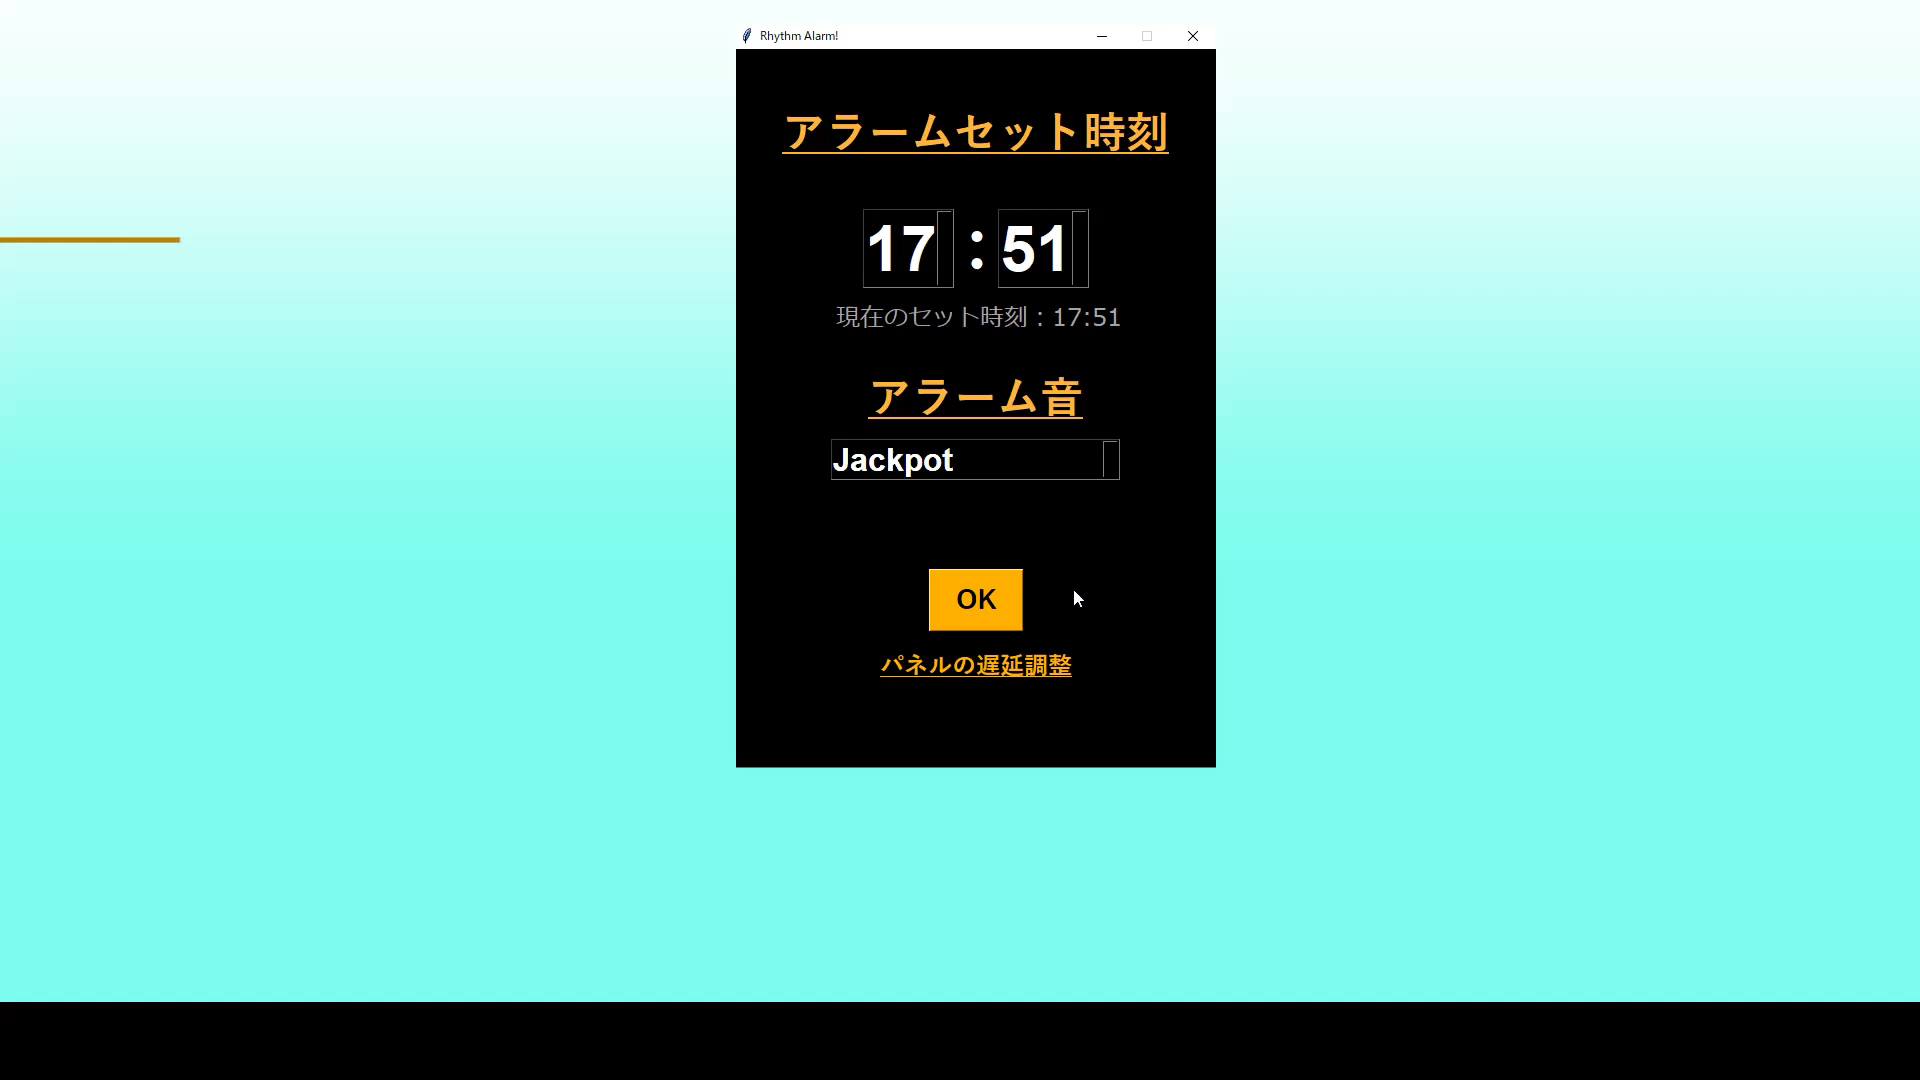 Rhythm Alarm!
アラームセット時刻
17 : 51
現在のセット時刻：17:51
アラーム音
Jackpot
OK
パネルの遅延調整